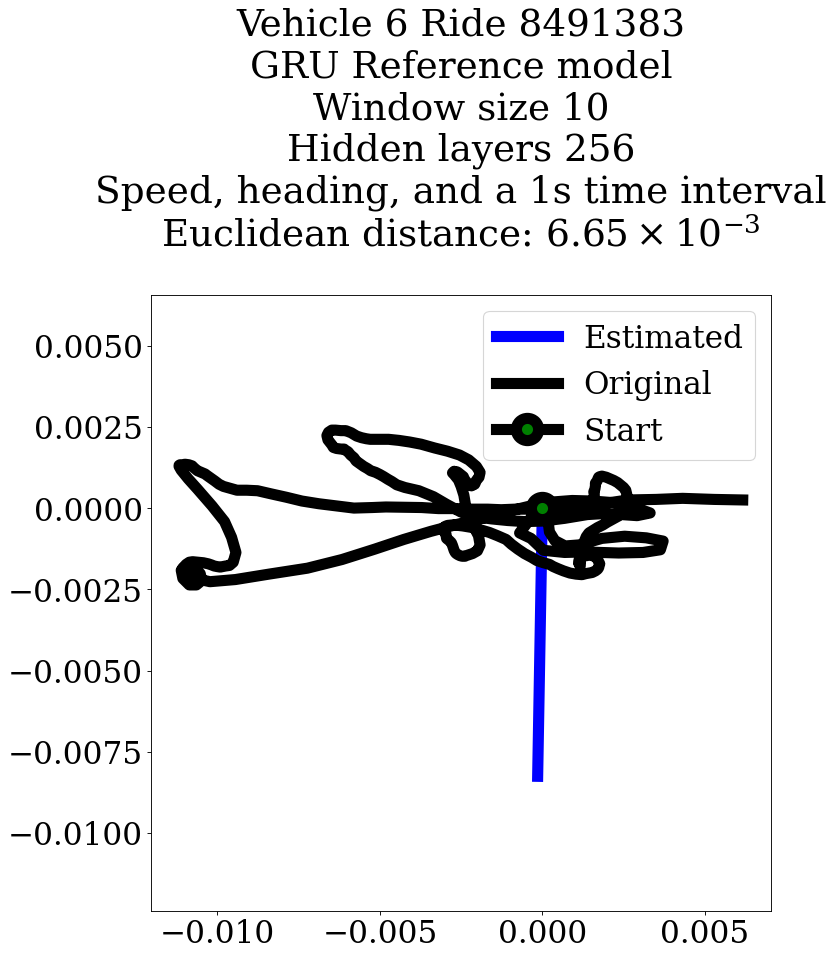 Vehicle 6 Ride 8491383
GRU Reference model
Window size 10
Hidden layers 256
Speed, heading, and a 1s time interval
Euclidean distance: 6.65 × 10⁻³
Estimated
Original
Start
0.0050
0.0025
0.0000
−0.0025
−0.0050
−0.0075
−0.0100
−0.010 −0.005 0.000 0.005